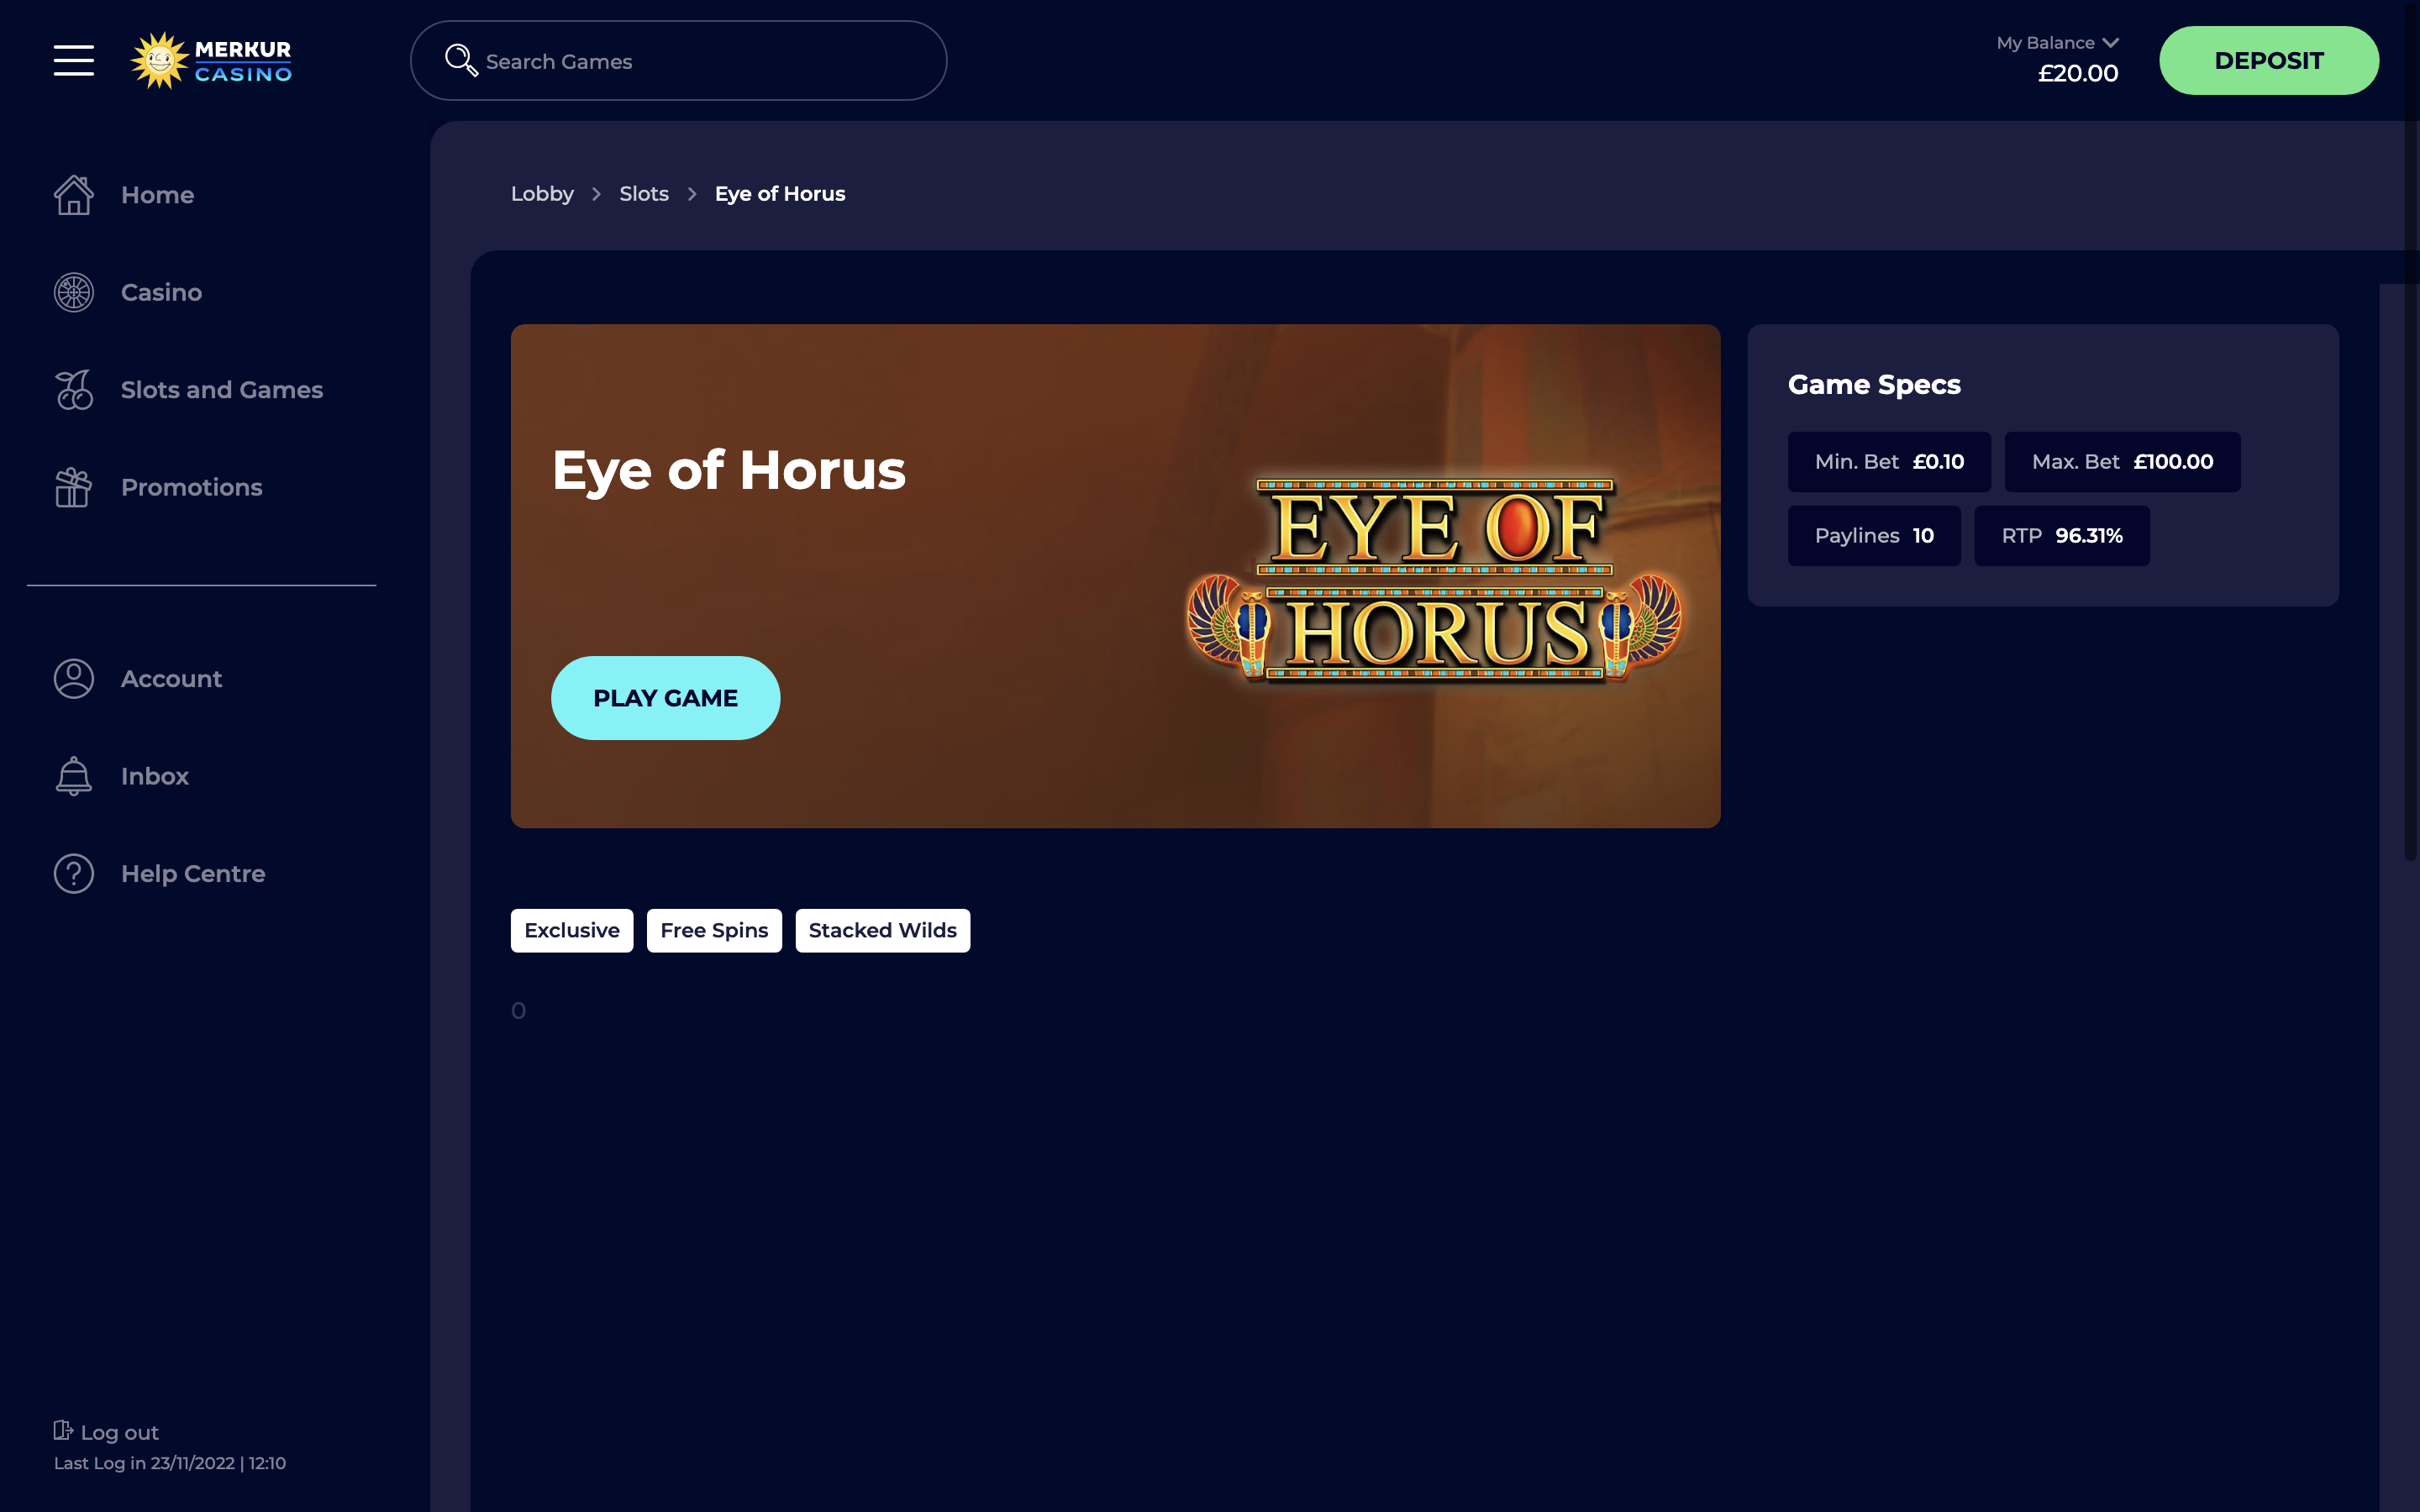 MERKUR
CASINO
Search Games
My Balance
£20.00
DEPOSIT
Home
Casino
Slots and Games
Promotions
Account
Inbox
Help Centre
Log out
Last Log in 23/11/2022 | 12:10
Lobby > Slots > Eye of Horus
Eye of Horus
PLAY GAME
EYE OF
HORUS
Game Specs
Min. Bet £0.10 Max. Bet £100.00
Paylines 10 RTP 96.31%
Exclusive Free Spins Stacked Wilds
0